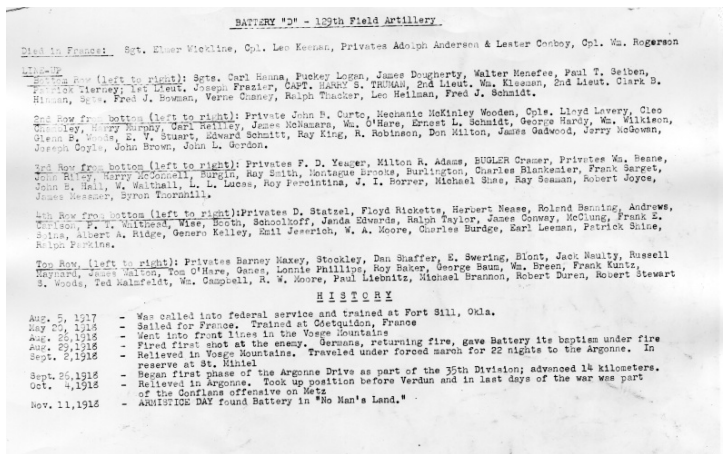 BATTERY "D" - 129th Field Artillery
Died in France: Sgt. Elmer Wickline, Cpl. Leo Keenan, Privates Adolph Anderson & Lester Conboy, Cpl. Wm. Rogerson
LINE-UP
Bottom Row (left to right): Sgts. Carl Hanna, Puckey Logan, James Dougherty, Walter Menefee, Paul T. Seiben,
Patrick Tierney; 1st Lieut. Joseph Frazier, CAPT. HARRY S. TRUMAN, 2nd Lieut. Wm. Kleeman, 2nd Lieut. Clark B.
Hinman, Sgts. Fred J. Bowman, Verne Chaney, Ralph Thacker, Leo Heilman, Fred J. Schmidt.
2nd Row from bottom (left to right): Private John B. Curto, Mechanic McKinley Wooden, Cpls. Lloyd Lavery, Cleo
Chappley, Harry Murphy, Carl Reilley, James McNamara, Wm. O'Hare, Ernest L. Schmidt, George Hardy, Wm. Wilkison,
Glenn B. Woods, E. V. Stuart, Edward Schmitt, Ray King, R. Robinson, Don Milton, James Gadwood, Jerry McGowan,
Joseph Coyle, John Brown, John L. Gordon.
3rd Row from bottom (left to right): Privates F. D. Yeager, Milton R. Adams, BUGLER Cramer, Privates Wm. Beane,
John Riley, Harry McConnell, Burgin, Ray Smith, Montague Brooks, Burlington, Charles Blankemier, Frank Sarget,
John B. Hall, W. Walthall, L. L. Lucas, Roy Percintina, J. I. Borrer, Michael Shea, Ray Seaman, Robert Joyce,
James Messmer, Byron Thornhill.
4th Row from bottom (left to right):Privates D. Statzel, Floyd Ricketts, Herbert Nease, Roland Banning, Andrews,
Carlson, P. T. Whithead, Wise, Booth, Schoolkoff, Janda Edwards, Ralph Taylor, James Conway, McClung, Frank E.
Spina, Albert A. Ridge, Genero Kelley, Emil Jeserich, W. A. Moore, Charles Burdge, Earl Leeman, Patrick Shine,
Ralph Perkins.
Top Row, (left to right): Privates Barney Maxey, Stockley, Dan Shaffer, E. Swering, Blont, Jack Naulty, Russell
Maynard, James Walton, Tom O'Hare, Ganes, Lonnie Phillips, Roy Baker, George Baum, Wm. Breen, Frank Kuntz,
S. Woods, Ted Malmfeldt, Wm. Campbell, R. W. Moore, Paul Liebnitz, Michael Brannon, Robert Duren, Robert Stewart
HISTORY
Aug. 5, 1917 - Was called into federal service and trained at Fort Sill, Okla.
May 20, 1918 - Sailed for France. Trained at Coetquidon, France
Aug. 26,1918 - Went into front lines in the Vosge Mountains
Aug. 29,1918 - Fired first shot at the enemy. Germans, returning fire, gave Battery its baptism under fire
Sept. 2,1918 - Relieved in Vosge Mountains. Traveled under forced march for 22 nights to the Argonne. In
reserve at St. Mihiel
Sept. 26,1918 - Began first phase of the Argonne Drive as part of the 35th Division; advanced 14 kilometers.
Oct. 4,1918 - Relieved in Argonne. Took up position before Verdun and in last days of the war was part
of the Conflans offensive on Metz
Nov. 11,1918 - ARMISTICE DAY found Battery in "No Man's Land."